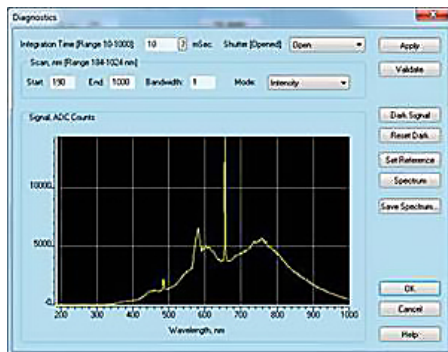 Diagnostics
Integration Time [Range 10-1000] 10 mSec. Shutter [Opened] Open Apply
Scan, nm [Range 184-1024 nm] Validate
Start 190 End 1000 Bandwidth: 1 Mode: Intensity
Signal, ADC Counts
Dark Signal
Reset Dark
Set Reference
Spectrum
Save Spectrum...
10000
5000
-0
200 300 400 500 600 700 800 900 1000
Wavelength, nm
OK
Cancel
Help